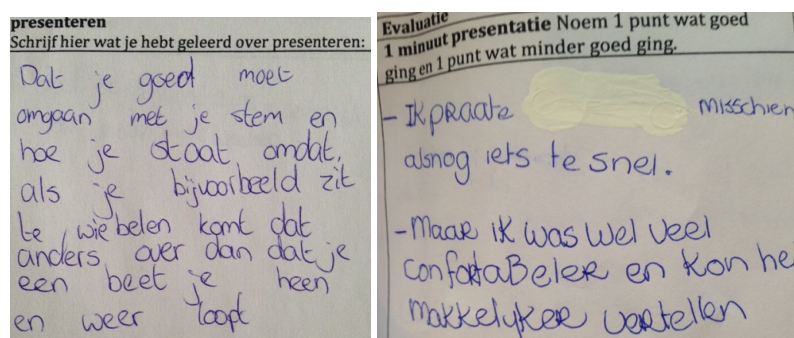 presenteren
Schrijf hier wat je hebt geleerd over presenteren:
Dat je goed moet
omgaan met je stem en
hoe je staat omdat,
als je bijvoorbeeld zit
te wiebelen komt dat
anders over dan dat je
een beetje heen
en weer loopt
Evaluatie
1 minuut presentatie Noem 1 punt wat goed
ging en 1 punt wat minder goed ging.
- Ik praate misschien
alsnog iets te snel.
- Maar ik was wel veel
confortabeler en kon he
makkelyker vertellen